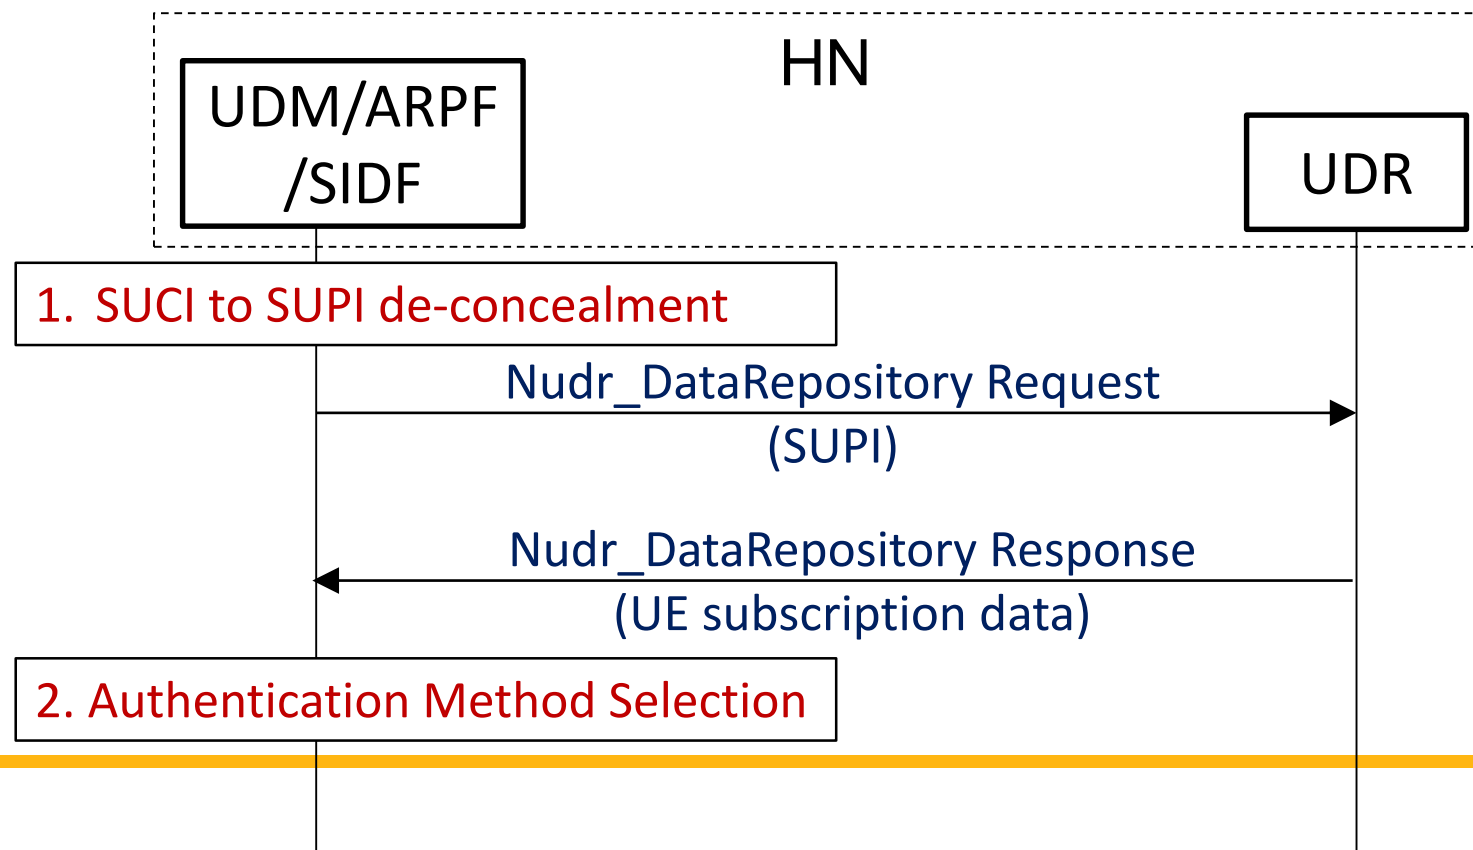 HN
UDM/ARPF
/SIDF
UDR
1. SUCI to SUPI de-concealment
Nudr_DataRepository Request
(SUPI)
Nudr_DataRepository Response
(UE subscription data)
2. Authentication Method Selection